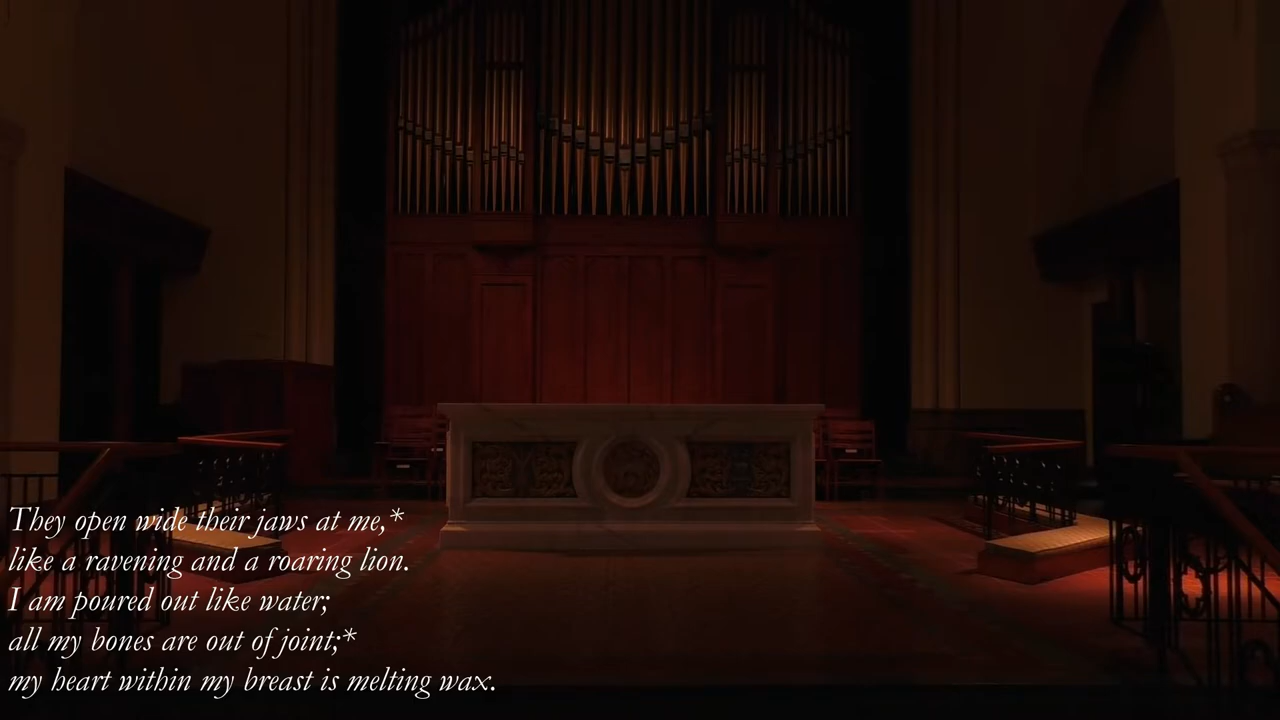 They open wide their jaws at me,*
like a ravening and a roaring lion.
I am poured out like water;
all my bones are out of joint;*
my heart within my breast is melting wax.